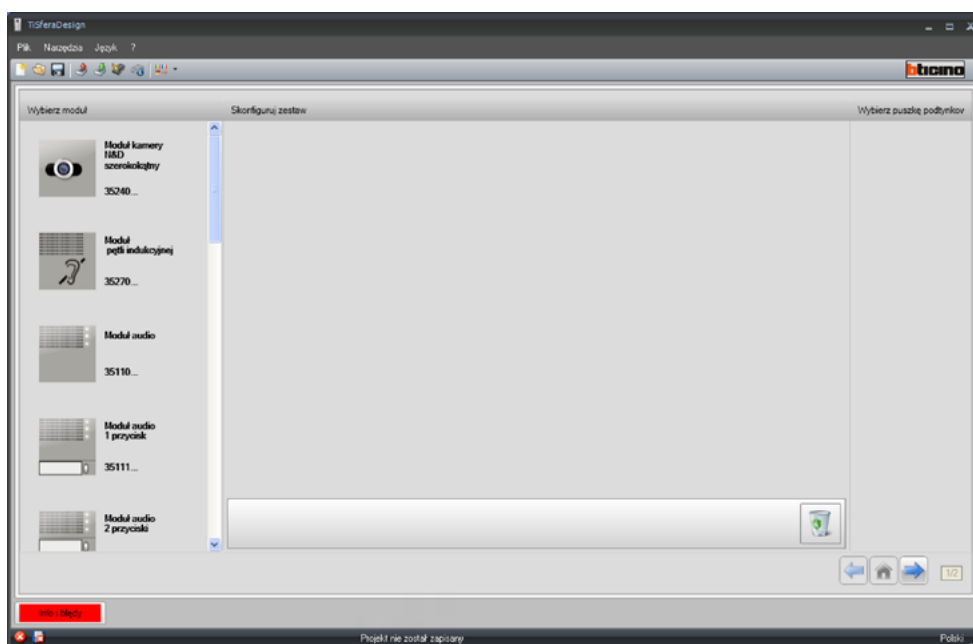 TiSferaDesign
Plik Narzędzia Język ?
bticino
Wybierz moduł
Skonfiguruj zestaw
Wybierz puszkę podtynkov
Moduł kamery
N&D
szerokokątny
35240...
Moduł
pętli indukcyjnej
35270...
Moduł audio
35110...
Moduł audio
1 przycisk
35111...
Moduł audio
2 przyciski
1/2
Info i błędy
Projekt nie został zapisany
Polski